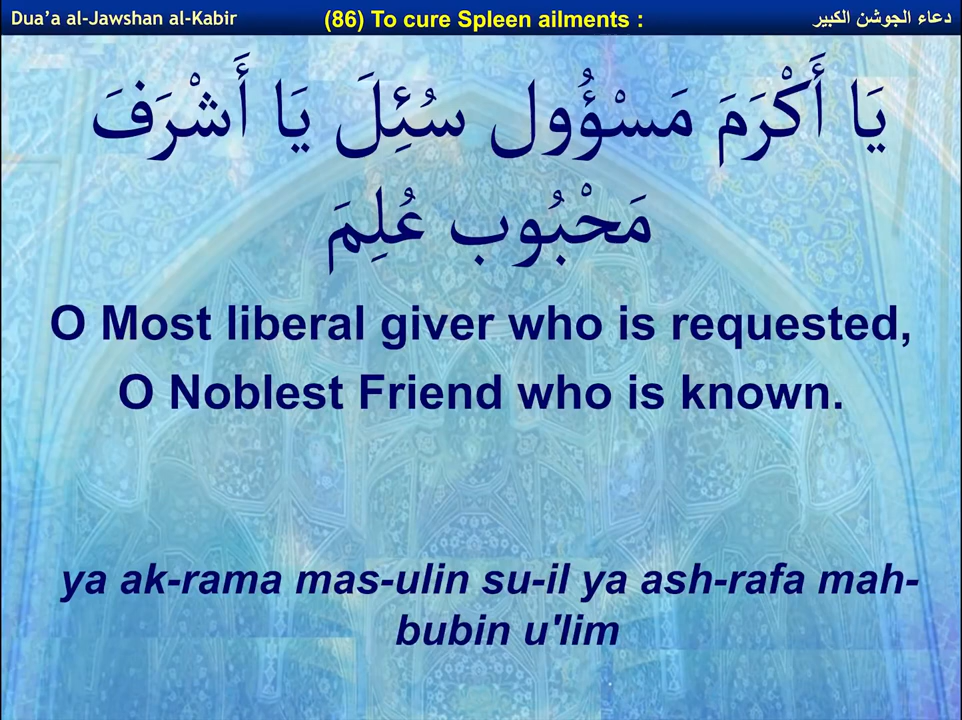 Dua’a al-Jawshan al-Kabir
(86) To cure Spleen ailments :
دعاء الجوشن الكبير
يَا أَكْرَمَ مَسْؤُول سُئِلَ يَا أَشْرَفَ
مَحْبُوب عُلِمَ
O Most liberal giver who is requested,
O Noblest Friend who is known.
ya ak-rama mas-ulin su-il ya ash-rafa mah-
bubin u'lim